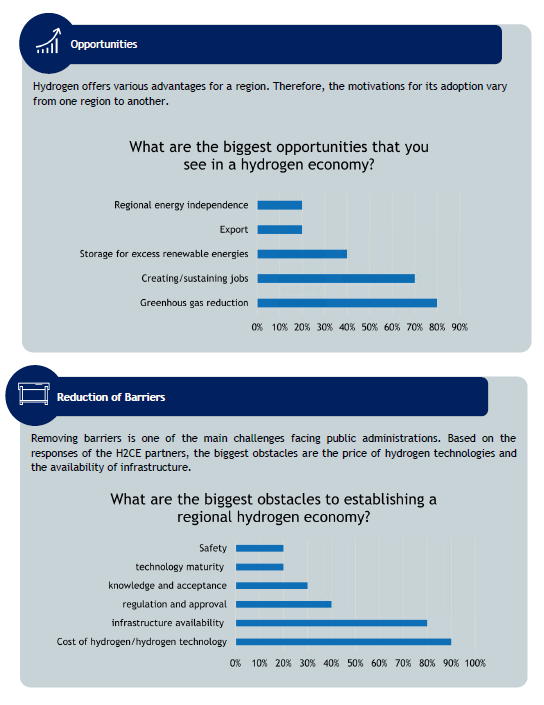 Opportunities
Hydrogen offers various advantages for a region. Therefore, the motivations for its adoption vary
from one region to another.
What are the biggest opportunities that you
see in a hydrogen economy?
Regional energy independence
Export
Storage for excess renewable energies
Creating/sustaining jobs
Greenhous gas reduction
0% 10% 20% 30% 40% 50% 60% 70% 80% 90%
Reduction of Barriers
Removing barriers is one of the main challenges facing public administrations. Based on the
responses of the H2CE partners, the biggest obstacles are the price of hydrogen technologies and
the availability of infrastructure.
What are the biggest obstacles to establishing a
regional hydrogen economy?
Safety
technology maturity
knowledge and acceptance
regulation and approval
infrastructure availability
Cost of hydrogen/hydrogen technology
0% 10% 20% 30% 40% 50% 60% 70% 80% 90% 100%